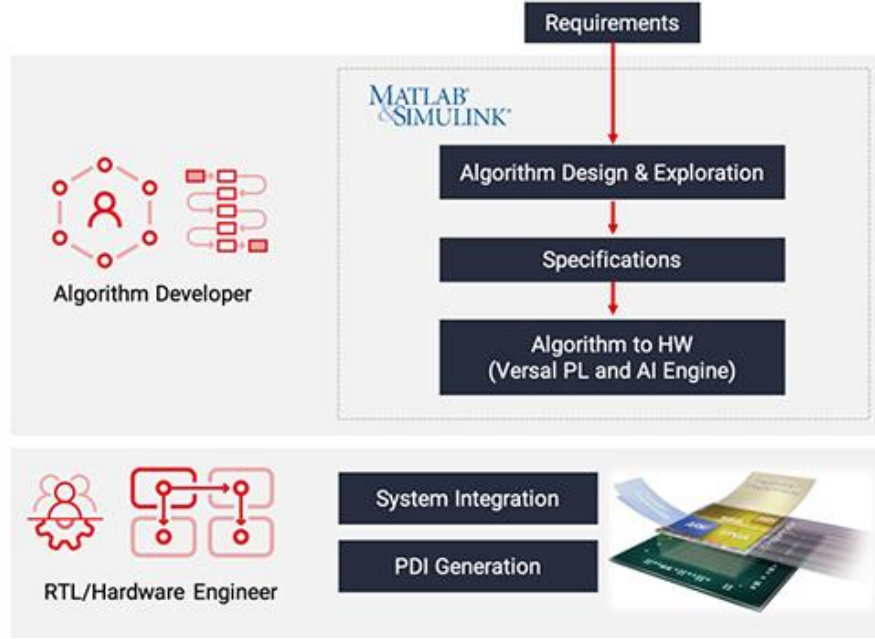 Requirements
MATLAB®
&SIMULINK®
Algorithm Design & Exploration
Specifications
Algorithm to HW
(Versal PL and AI Engine)
Algorithm Developer
System Integration
PDI Generation
RTL/Hardware Engineer